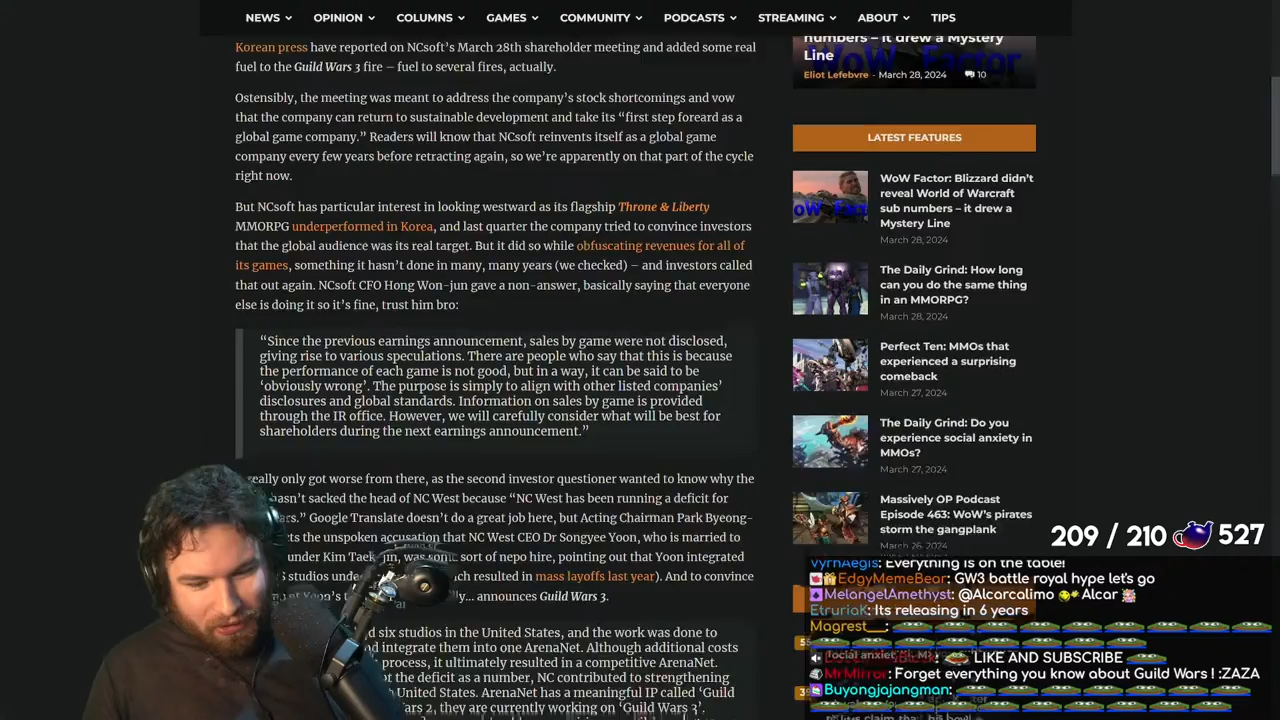 NEWS OPINION COLUMNS GAMES COMMUNITY PODCASTS STREAMING ABOUT TIPS
Korean press have reported on NCsoft's March 28th shareholder meeting and added some real
fuel to the Guild Wars 3 fire – fuel to several fires, actually.
Ostensibly, the meeting was meant to address the company's stock shortcomings and vow
that the company can return to sustainable development and take its “first step foreard as a
global game company.” Readers will know that NCsoft reinvents itself as a global game
company every few years before retracting again, so we're apparently on that part of the cycle
right now.
But NCsoft has particular interest in looking westward as its flagship Throne & Liberty
MMORPG underperformed in Korea, and last quarter the company tried to convince investors
that the global audience was its real target. But it did so while obfuscating revenues for all of
its games, something it hasn't done in many, many years (we checked) – and investors called
that out again. NCsoft CFO Hong Won-jun gave a non-answer, basically saying that everyone
else is doing it so it's fine, trust him bro:
“Since the previous earnings announcement, sales by game were not disclosed,
giving rise to various speculations. There are people who say that this is because
the performance of each game is not good, but in a way, it can be said to be
‘obviously wrong’. The purpose is simply to align with other listed companies’
disclosures and global standards. Information on sales by game is provided
through the IR office. However, we will carefully consider what will be best for
shareholders during the next earnings announcement.”
really only got worse from there, as the second investor questioner wanted to know why the
hasn't sacked the head of NC West because “NC West has been running a deficit for
ars.” Google Translate doesn't do a great job here, but Acting Chairman Park Byeong-
ets the unspoken accusation that NC West CEO Dr Songyee Yoon, who is married to
under Kim Taek-jin, was some sort of nepo hire, pointing out that Yoon integrated
S studios unde ch resulted in mass layoffs last year). And to convince
announces Guild Wars 3.
d six studios in the United States, and the work was done to
d integrate them into one ArenaNet. Although additional costs
process, it ultimately resulted in a competitive ArenaNet.
of the deficit as a number, NC contributed to strengthening
United States. ArenaNet has a meaningful IP called ‘Guild
ars 2, they are currently working on ‘Guild Wars 3’.
numbers – it drew a Mystery
Line
WoW Factor
Eliot Lefebvre - March 28, 2024 10
LATEST FEATURES
WoW Factor: Blizzard didn't
reveal World of Warcraft
sub numbers – it drew a
Mystery Line
March 28, 2024
The Daily Grind: How long
can you do the same thing
in an MMORPG?
March 28, 2024
Perfect Ten: MMOs that
experienced a surprising
comeback
March 27, 2024
The Daily Grind: Do you
experience social anxiety in
MMOs?
March 27, 2024
Massively OP Podcast
Episode 463: WoW's pirates
storm the gangplank
March 26, 2024
209 / 210 527
VyrnAegis: Everything is on the table!
EdgyMemeBear: GW3 battle royal hype let's go
MelangelAmethyst: @Alcarcalimo Alcar
EtruriaK: Its releasing in 6 years
Magrest__:
LIKE AND SUBSCRIBE
MrMirror: Forget everything you know about Guild Wars ! :ZAZA
Buyongjajangman: